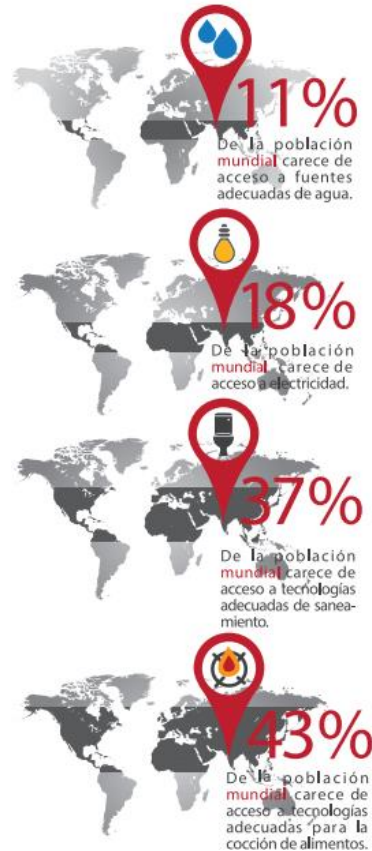 11%
De la población
mundial carece de
acceso a fuentes
adecuadas de agua.
18%
De la población
mundial carece de
acceso a electricidad.
37%
De la población
mundial carece de
acceso a tecnologías
adecuadas de sanea-
miento.
43%
De la población
mundial carece de
acceso a tecnologías
adecuadas para la
cocción de alimentos.